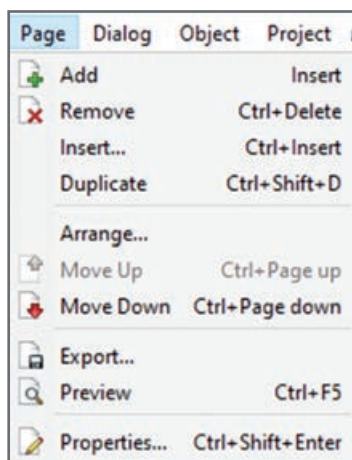 Page Dialog Object Project
Add Insert
Remove Ctrl+Delete
Insert... Ctrl+Insert
Duplicate Ctrl+Shift+D
Arrange...
Move Up Ctrl+Page up
Move Down Ctrl+Page down
Export...
Preview Ctrl+F5
Properties... Ctrl+Shift+Enter